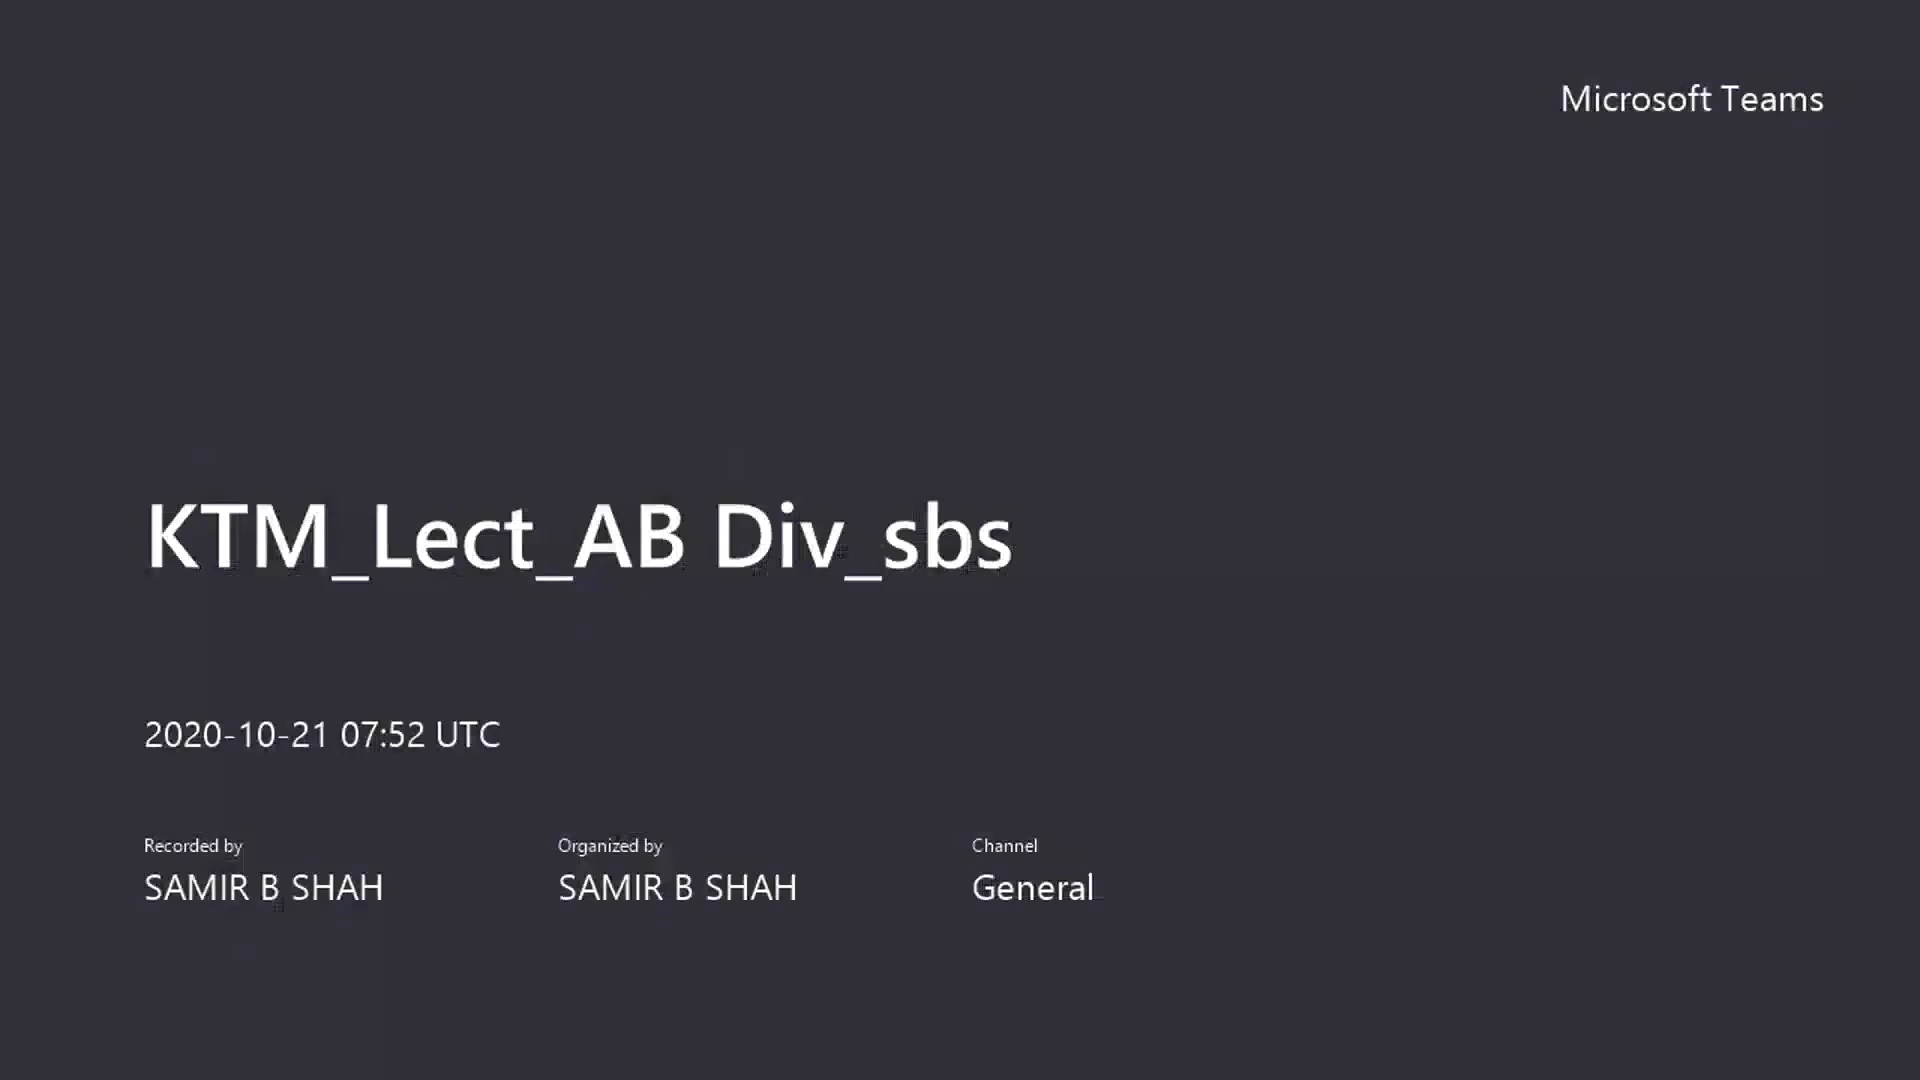 Microsoft Teams
KTM_Lect_AB Div_sbs
2020-10-21 07:52 UTC
Recorded by
SAMIR B SHAH
Organized by
SAMIR B SHAH
Channel
General